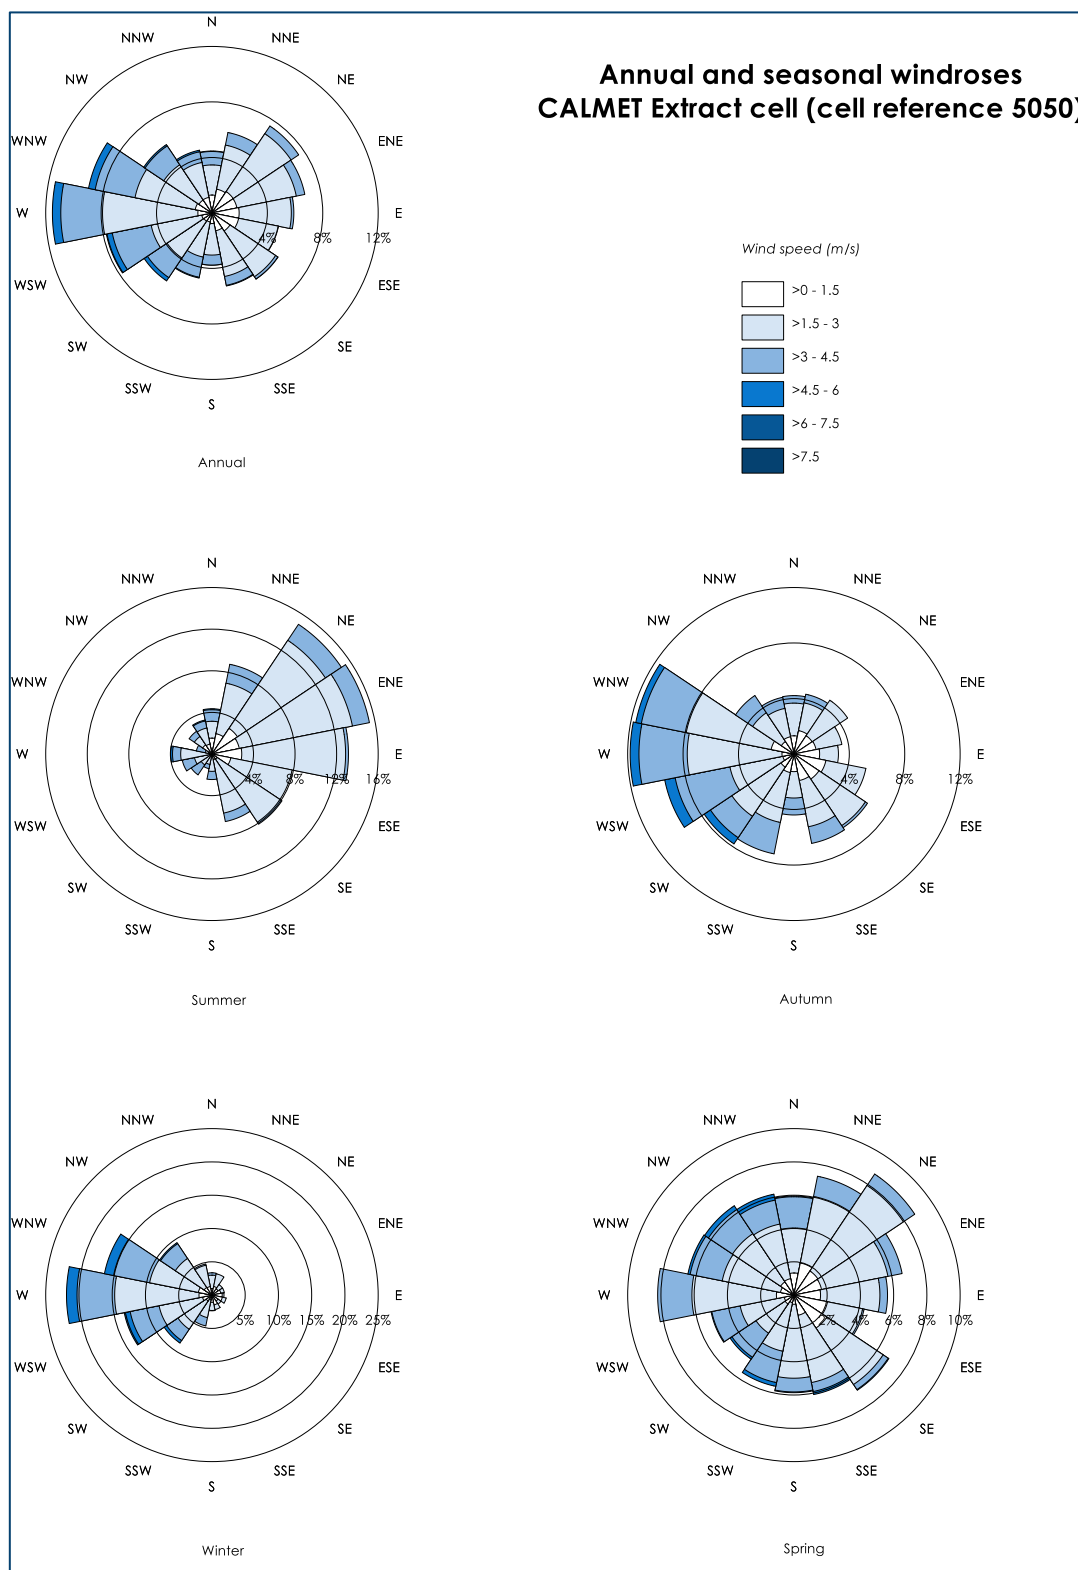 Annual and seasonal windroses
CALMET Extract cell (cell reference 5050)
N
NNW
NNE
NW
NE
WNW
ENE
W
E
4%
8%
12%
WSW
ESE
SW
SE
SSW
SSE
S
Annual
Wind speed (m/s)
>0 - 1.5
>1.5 - 3
>3 - 4.5
>4.5 - 6
>6 - 7.5
>7.5
N
NNW
NNE
NW
NE
WNW
ENE
W
E
4%
8%
12%
16%
WSW
ESE
SW
SE
SSW
SSE
S
Summer
N
NNW
NNE
NW
NE
WNW
ENE
W
E
4%
8%
12%
WSW
ESE
SW
SE
SSW
SSE
S
Autumn
N
NNW
NNE
NW
NE
WNW
ENE
W
E
5%
10%
15%
20%
25%
WSW
ESE
SW
SE
SSW
SSE
S
Winter
N
NNW
NNE
NW
NE
WNW
ENE
W
E
2%
4%
6%
8%
10%
WSW
ESE
SW
SE
SSW
SSE
S
Spring